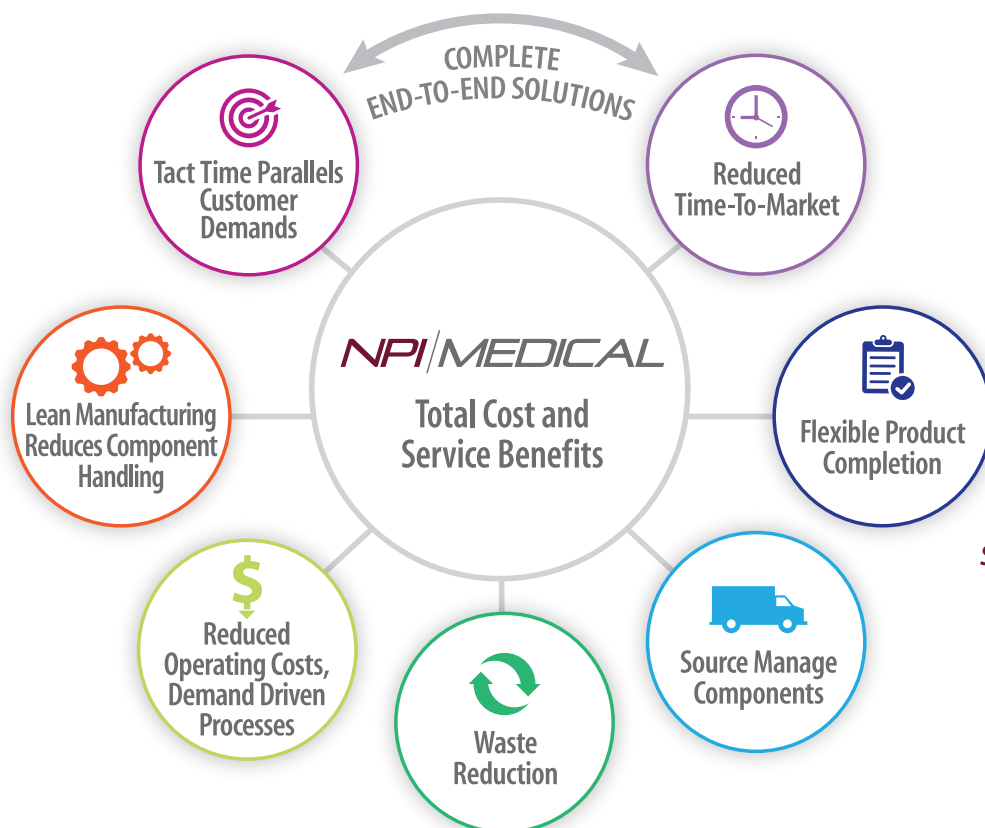 COMPLETE
END-TO-END SOLUTIONS
Tact Time Parallels
Customer
Demands
Reduced
Time-To-Market
NPI/MEDICAL
Total Cost and
Service Benefits
Lean Manufacturing
Reduces Component
Handling
Flexible Product
Completion
$
Reduced
Operating Costs,
Demand Driven
Processes
Source Manage
Components
Waste
Reduction